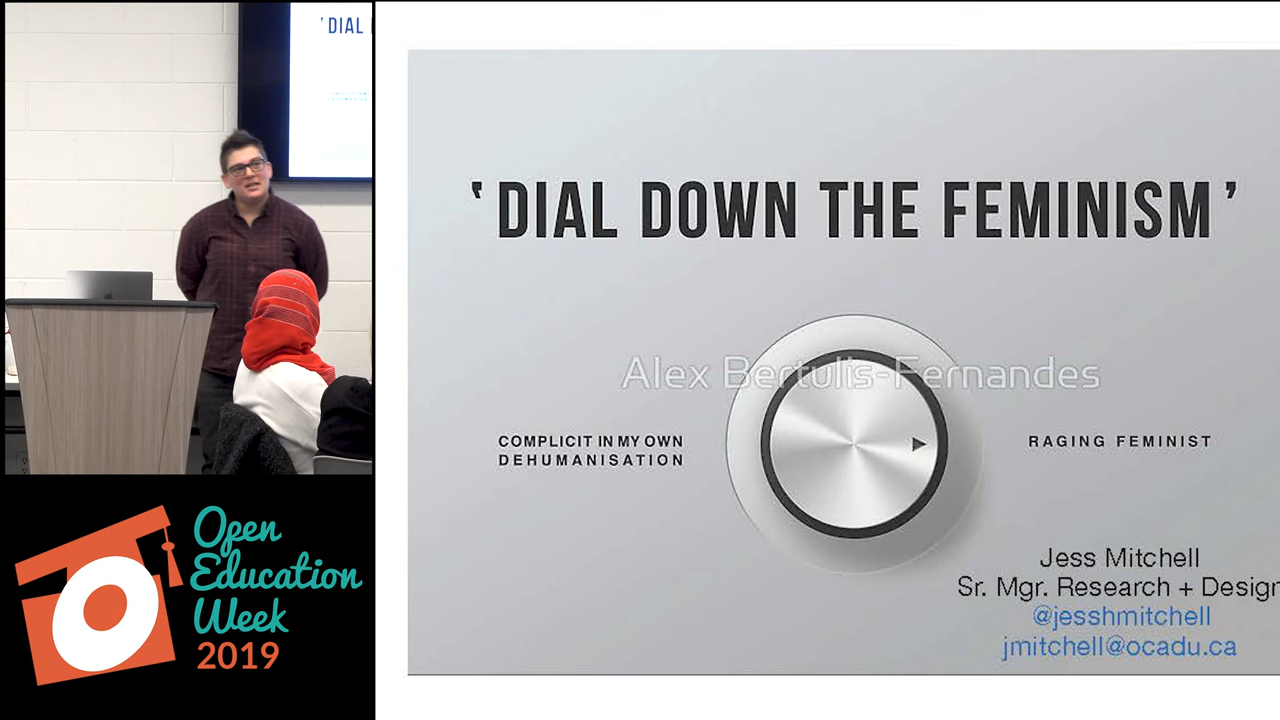 'DIAL
Open
Education
Week
2019
'DIAL DOWN THE FEMINISM'
Alex Bertulis-Fernandes
COMPLICIT IN MY OWN
DEHUMANISATION
RAGING FEMINIST
Jess Mitchell
Sr. Mgr. Research + Design
@jesshmitchell
jmitchell@ocadu.ca